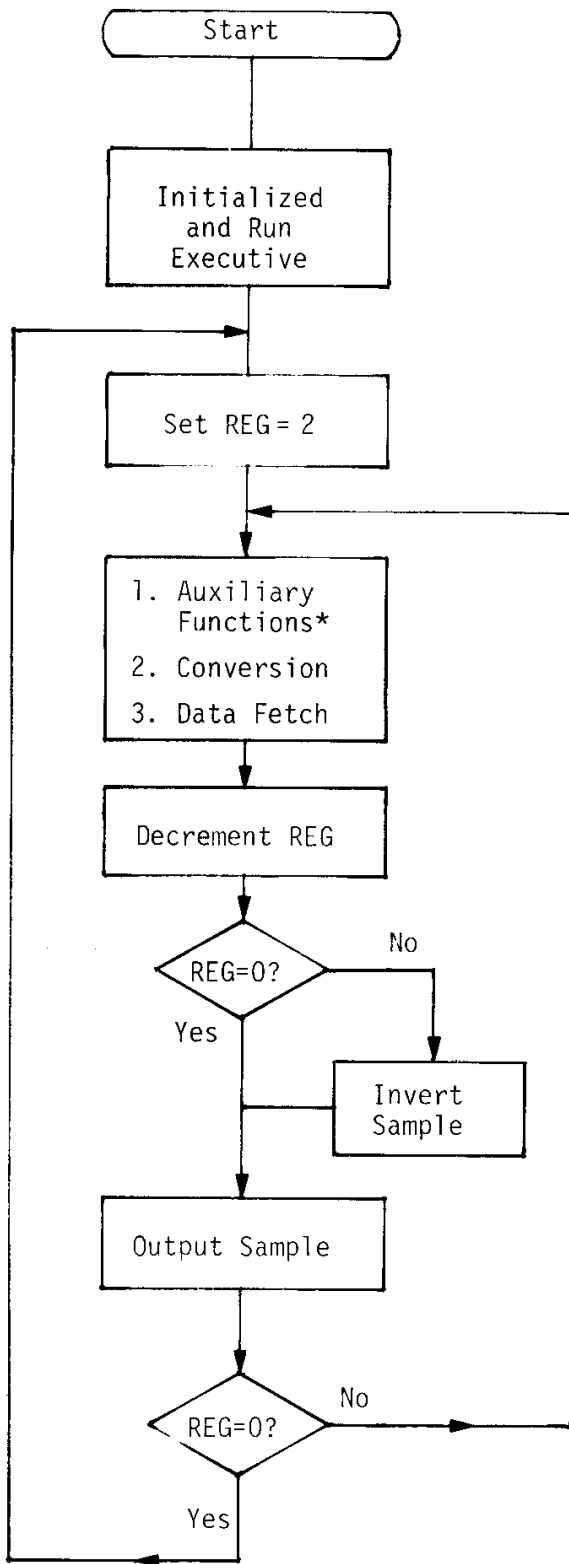 Start
Initialized
and Run
Executive
Set REG = 2
1. Auxiliary
Functions*
2. Conversion
3. Data Fetch
Decrement REG
REG=0?
No
Yes
Invert
Sample
Output Sample
REG=0?
No
Yes